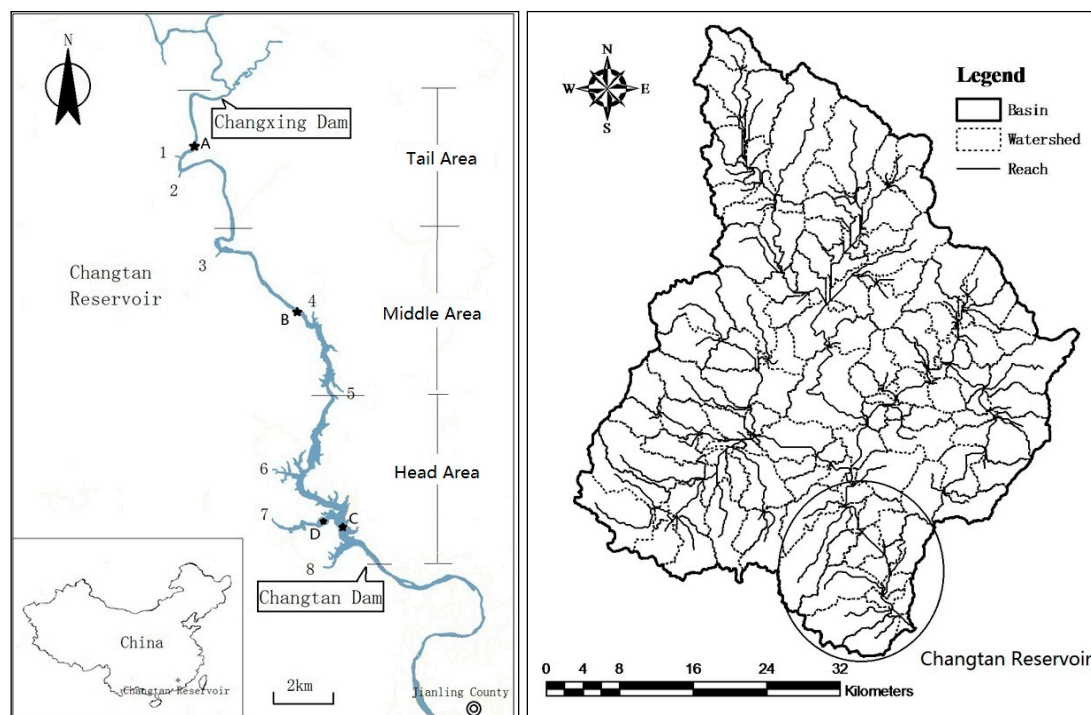 N
Changxing Dam
A
1
2
Tail Area
3
Changtan
Reservoir
4
B
Middle Area
5
6
Head Area
7
C
D
8
Changtan Dam
China
Changtan Reservoir
2km
Jianling County
N
W
E
S
Legend
Basin
Watershed
Reach
Changtan Reservoir
0 4 8 16 24 32
Kilometers